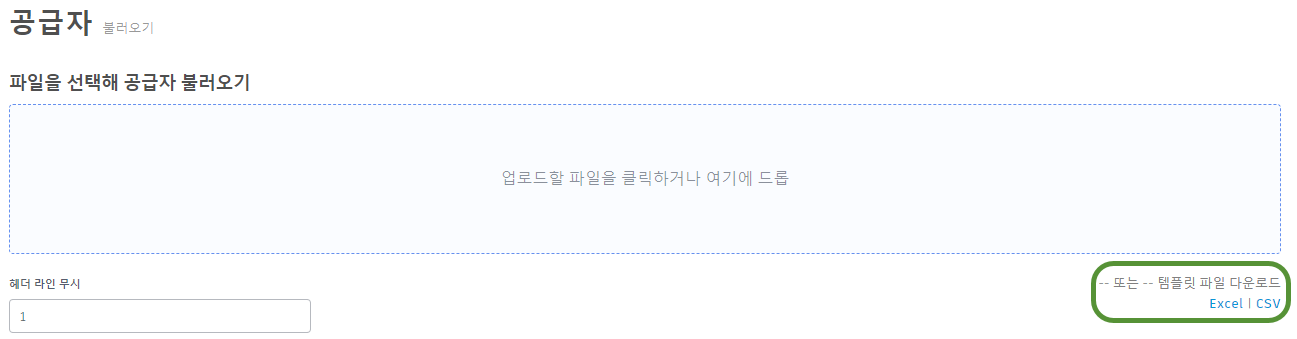 공급자 불러오기
파일을 선택해 공급자 불러오기
업로드할 파일을 클릭하거나 여기에 드롭
헤더 라인 무시
1
-- 또는 -- 템플릿 파일 다운로드
Excel | CSV